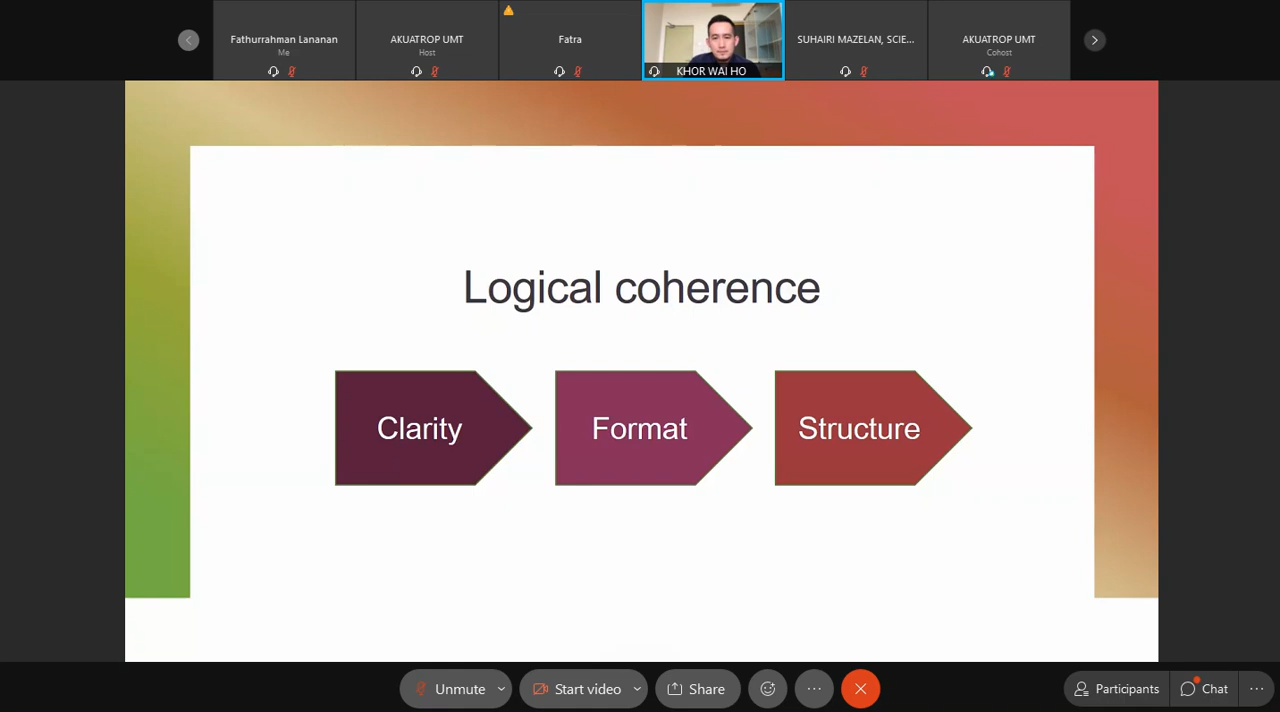 Fathurrahman Lananan
Me
AKUATROP UMT
Host
Fatra
KHOR WAI HO
SUHAIRI MAZELAN, SCIE...
AKUATROP UMT
Cohost
Logical coherence
Clarity
Format
Structure
Unmute
Start video
Share
Participants
Chat